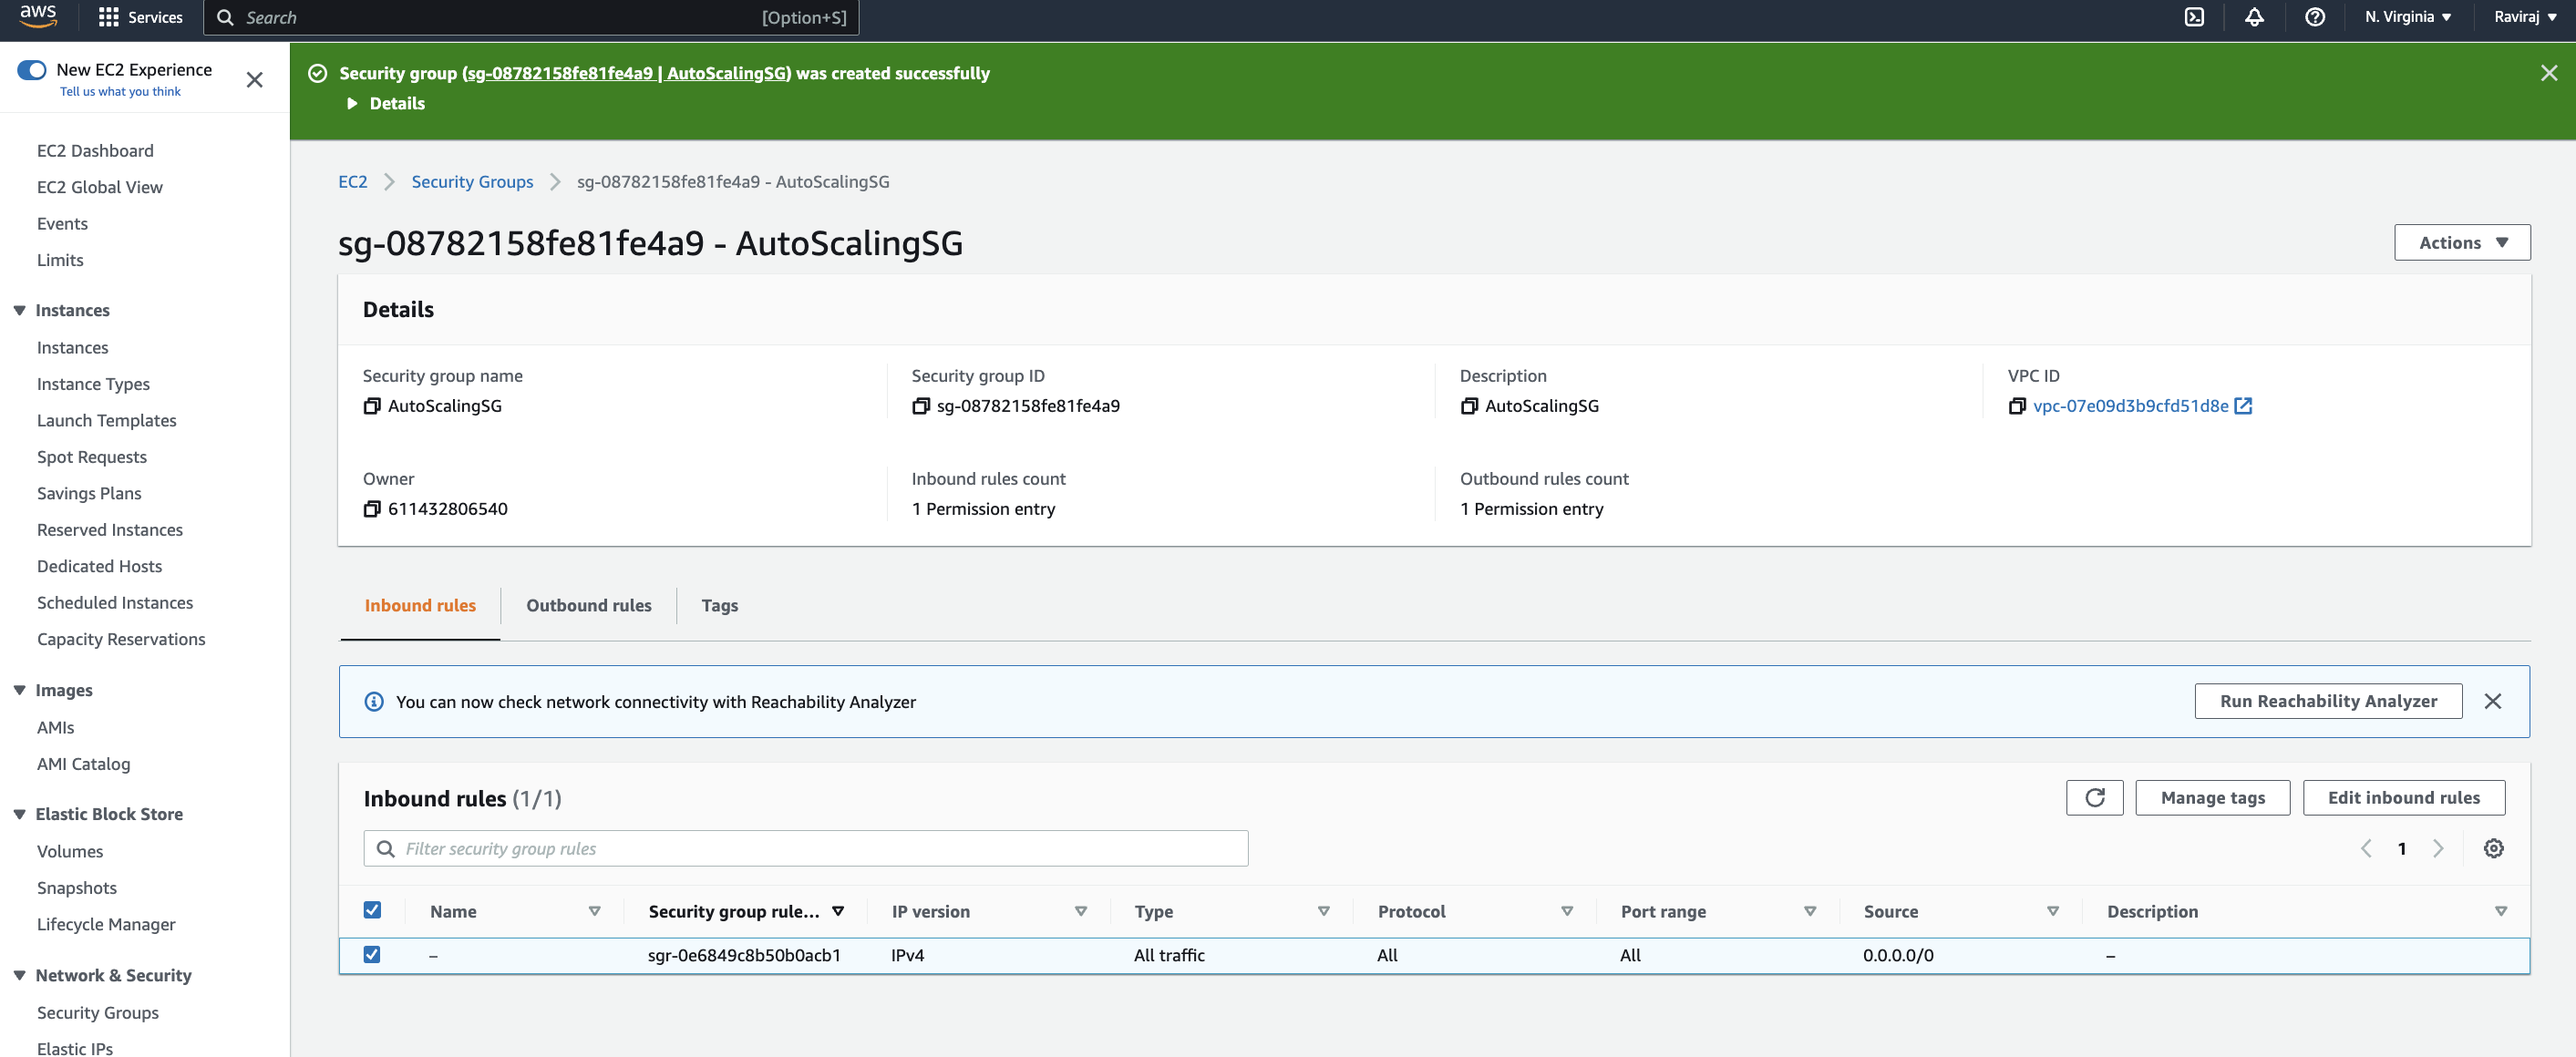 aws
Services
Search
[Option+S]
N. Virginia
Raviraj
New EC2 Experience
Tell us what you think
EC2 Dashboard
EC2 Global View
Events
Limits
Instances
Instances
Instance Types
Launch Templates
Spot Requests
Savings Plans
Reserved Instances
Dedicated Hosts
Scheduled Instances
Capacity Reservations
Images
AMIs
AMI Catalog
Elastic Block Store
Volumes
Snapshots
Lifecycle Manager
Network & Security
Security Groups
Elastic IPs
Security group (sg-08782158fe81fe4a9 | AutoScalingSG) was created successfully
Details
EC2 Security Groups sg-08782158fe81fe4a9 - AutoScalingSG
sg-08782158fe81fe4a9 - AutoScalingSG
Actions
Details
Security group name
AutoScalingSG
Security group ID
sg-08782158fe81fe4a9
Description
AutoScalingSG
VPC ID
vpc-07e09d3b9cfd51d8e
Owner
611432806540
Inbound rules count
1 Permission entry
Outbound rules count
1 Permission entry
Inbound rules Outbound rules Tags
You can now check network connectivity with Reachability Analyzer
Run Reachability Analyzer
Inbound rules (1/1)
Manage tags
Edit inbound rules
Filter security group rules
1
Name Security group rule... IP version Type Protocol Port range Source Description
– sgr-0e6849c8b50b0acb1 IPv4 All traffic All All 0.0.0.0/0 –